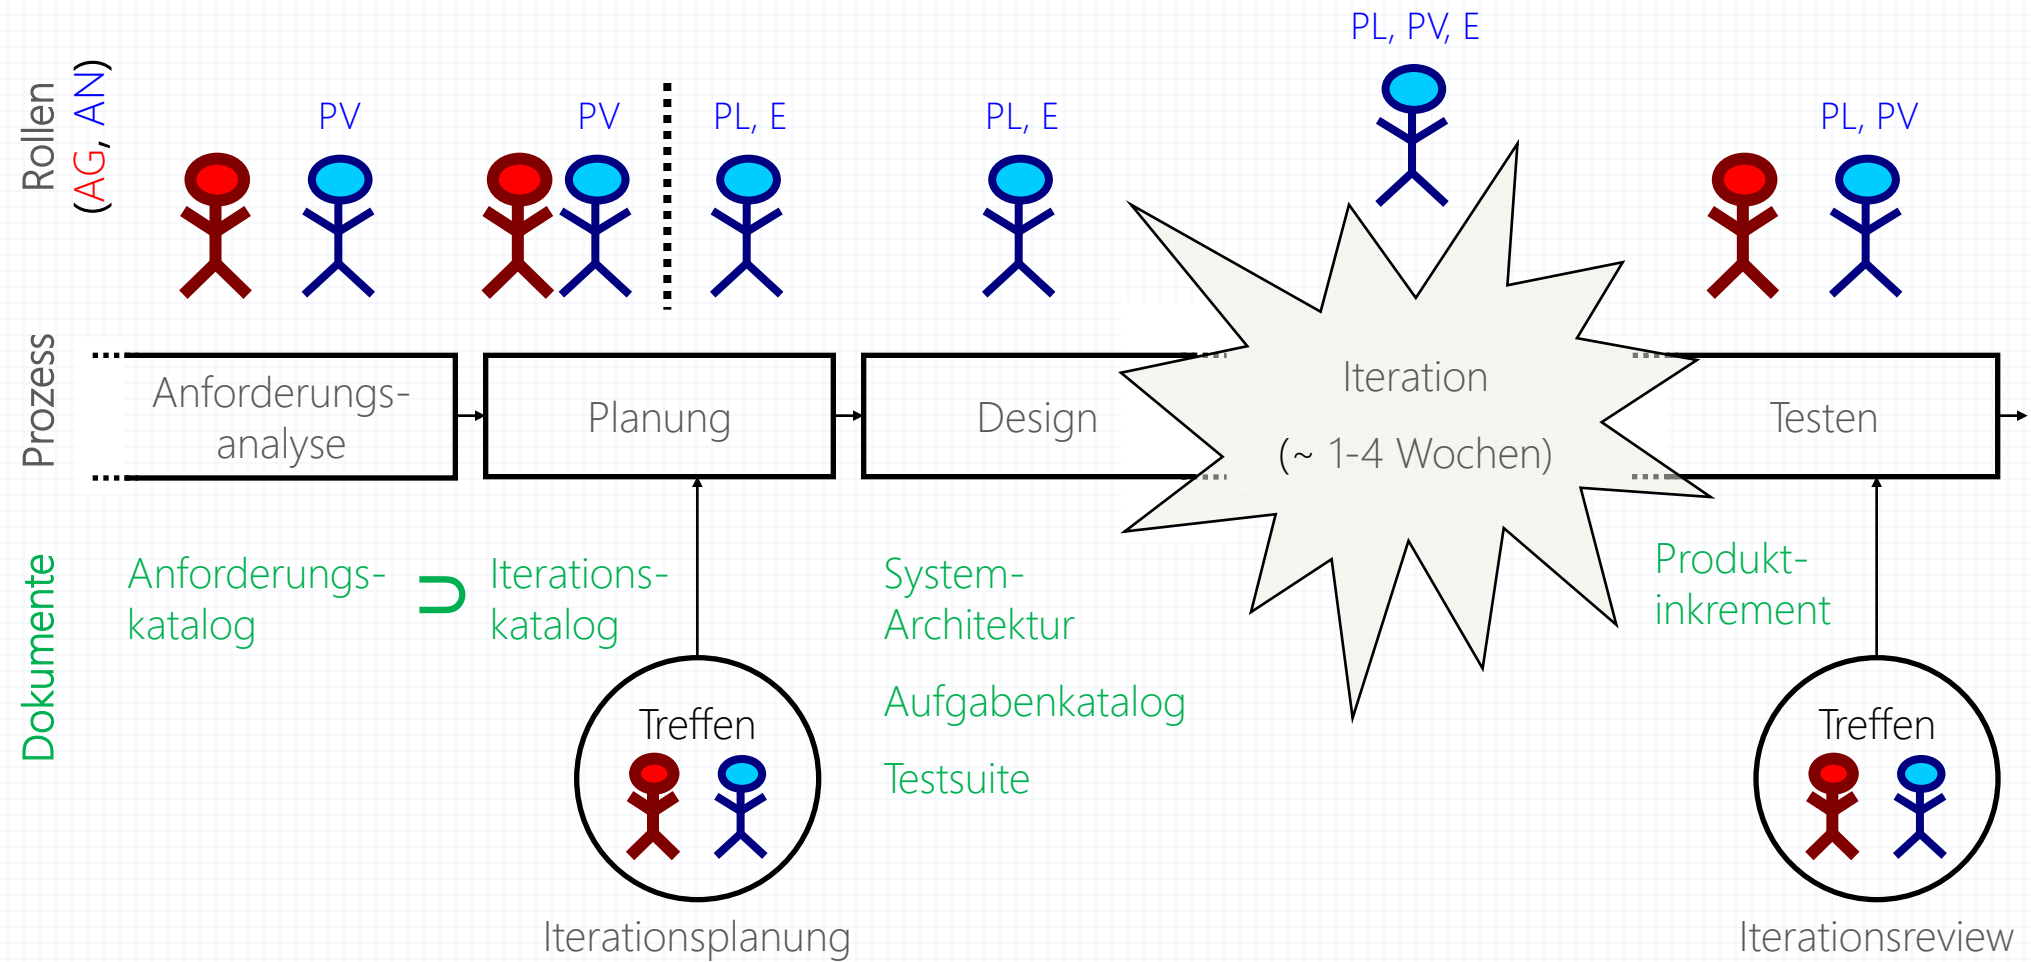 Rollen
(AG, AN)
PV
PV
PL, E
PL, E
PL, PV, E
PL, PV
Prozess
Anforderungs-
analyse
Planung
Design
Iteration
(~ 1-4 Wochen)
Testen
Dokumente
Anforderungs-
katalog
⊃
Iterations-
katalog
System-
Architektur
Aufgabenkatalog
Testsuite
Produkt-
inkrement
Treffen
Iterationsplanung
Treffen
Iterationsreview